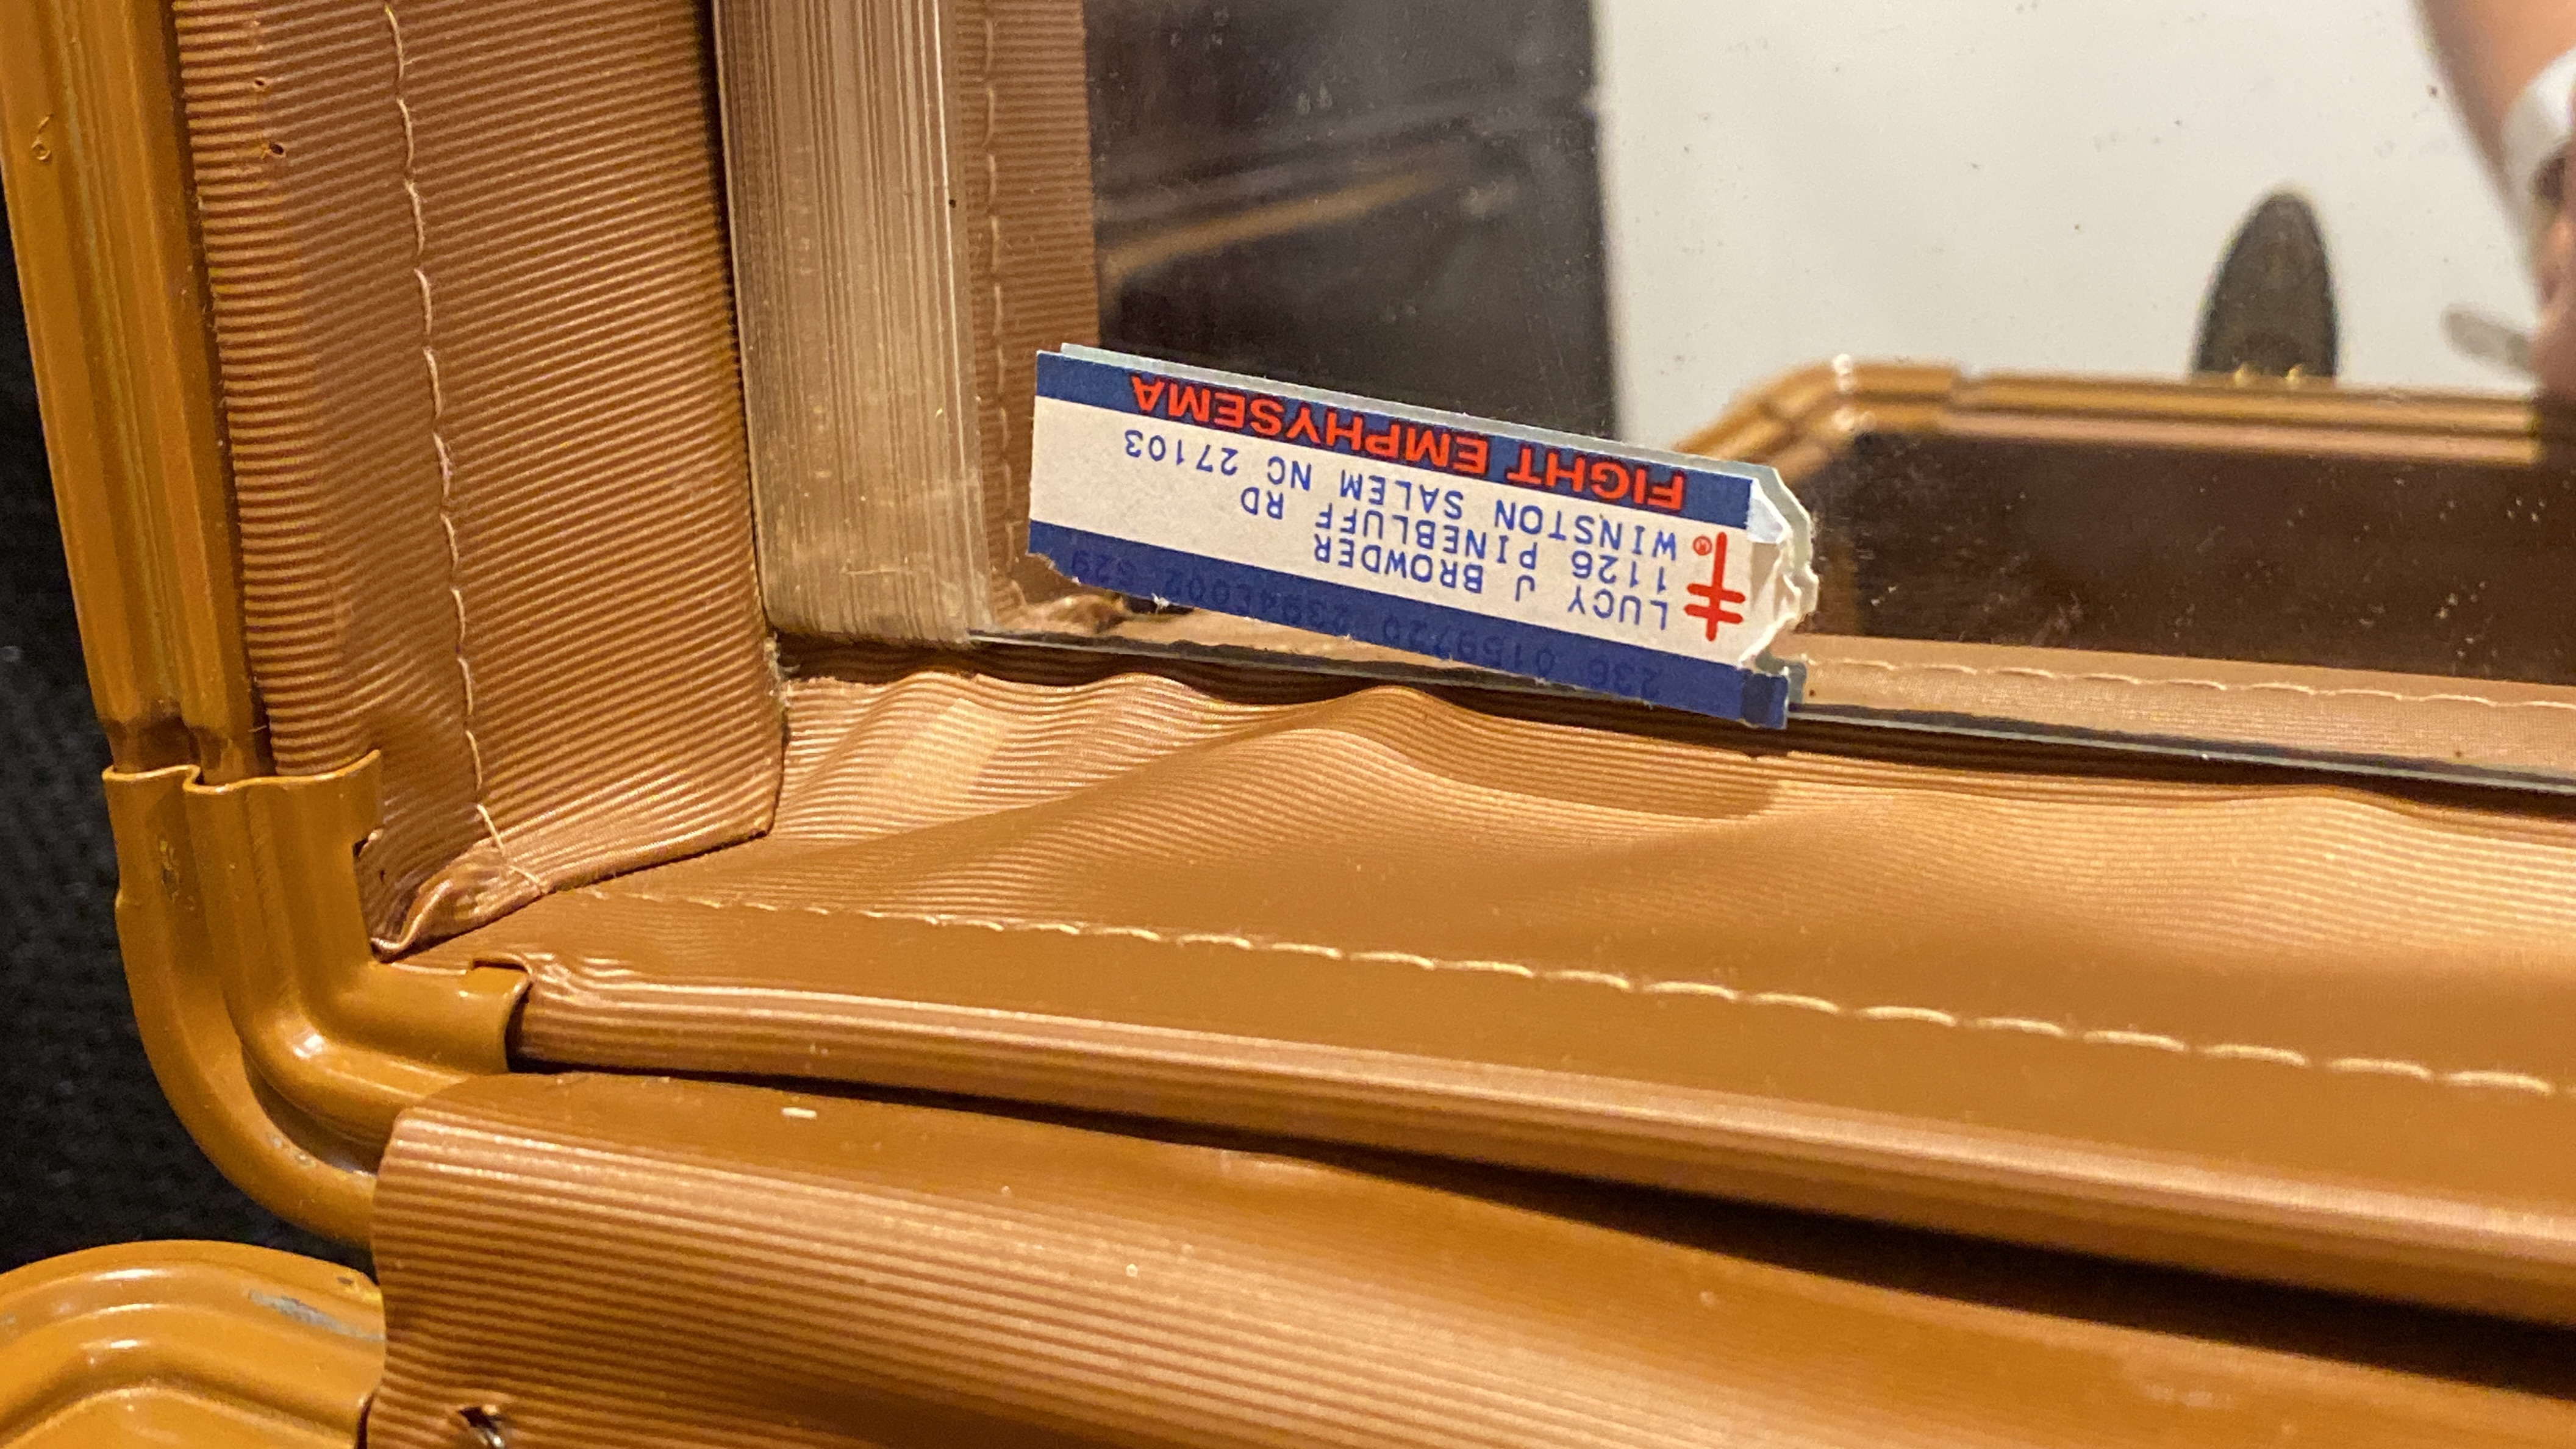 LUCY J BROWDER
1126 PINEBLUFF RD
WINSTON SALEM NC 27103
FIGHT EMPHYSEMA